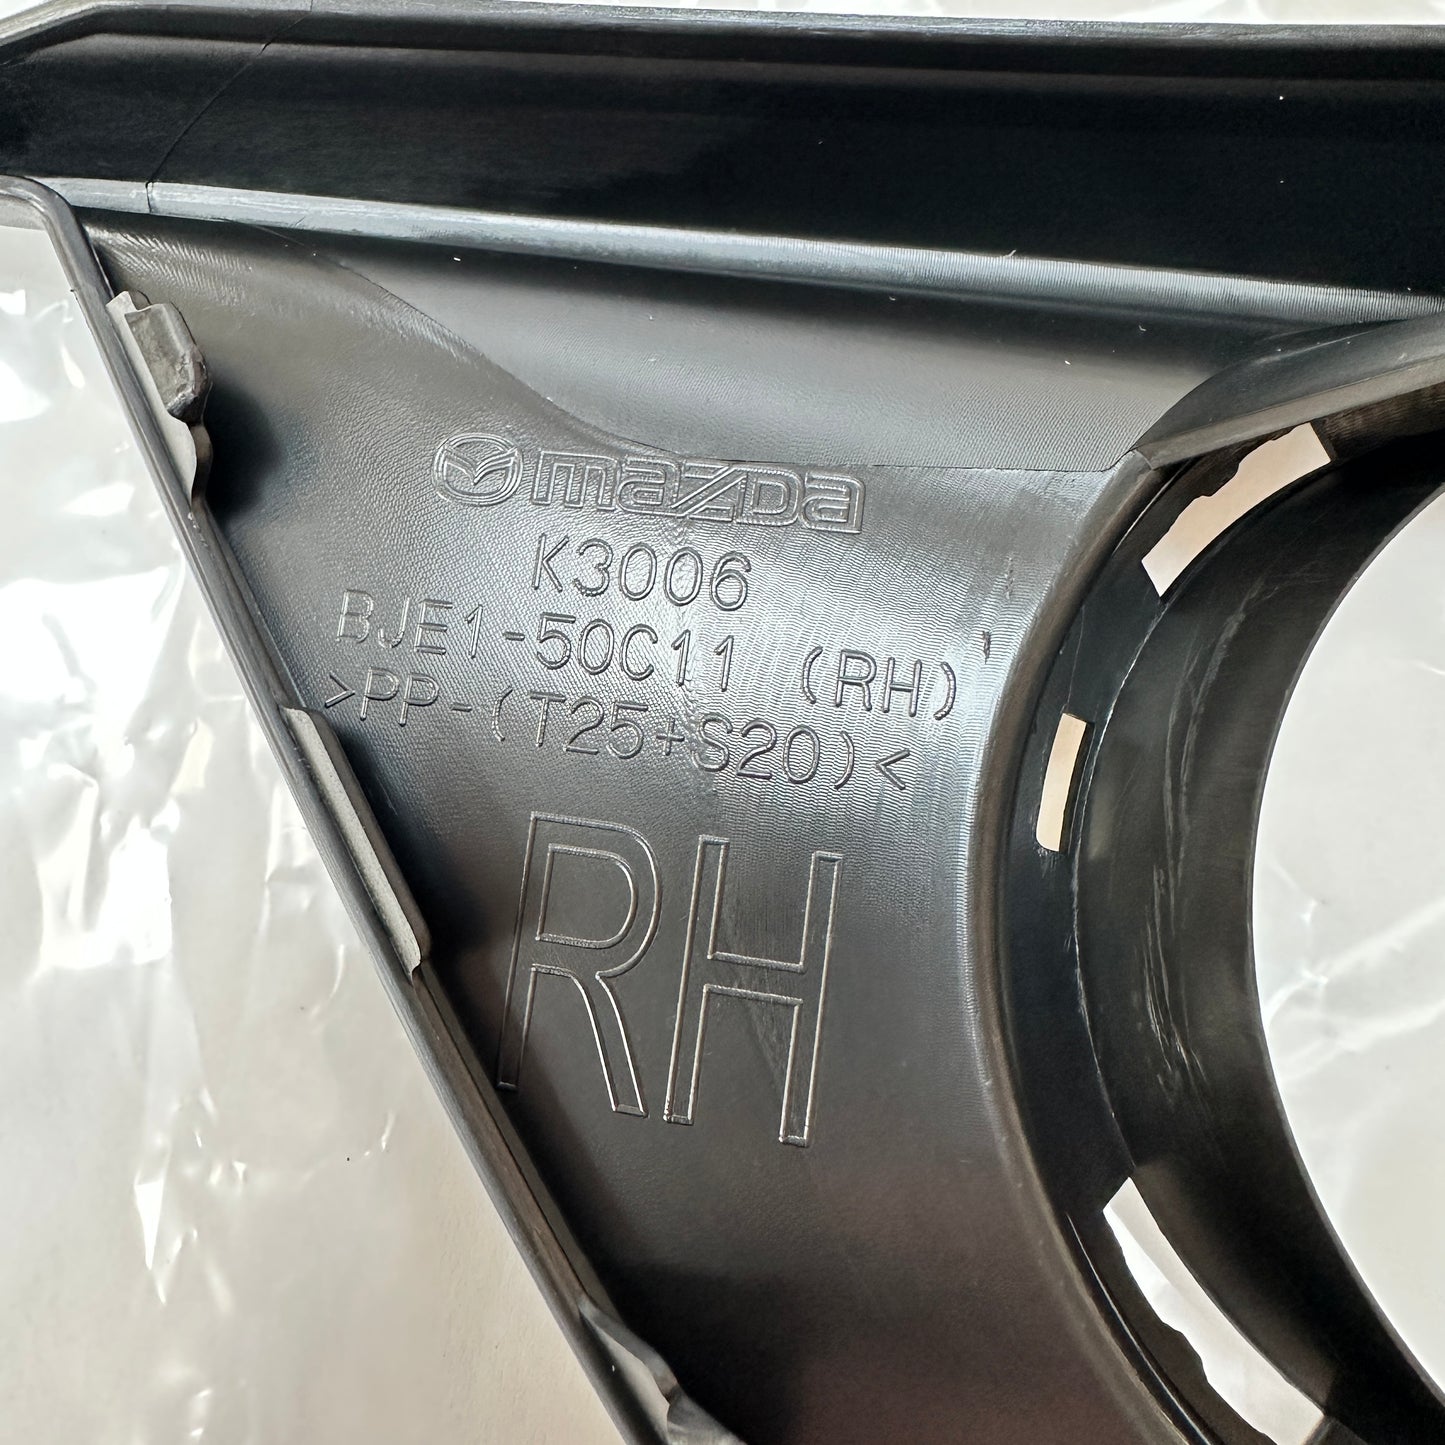 mazda
K3006
BJE1-50C11 (RH)
>PP-(T25+S20)<
RH